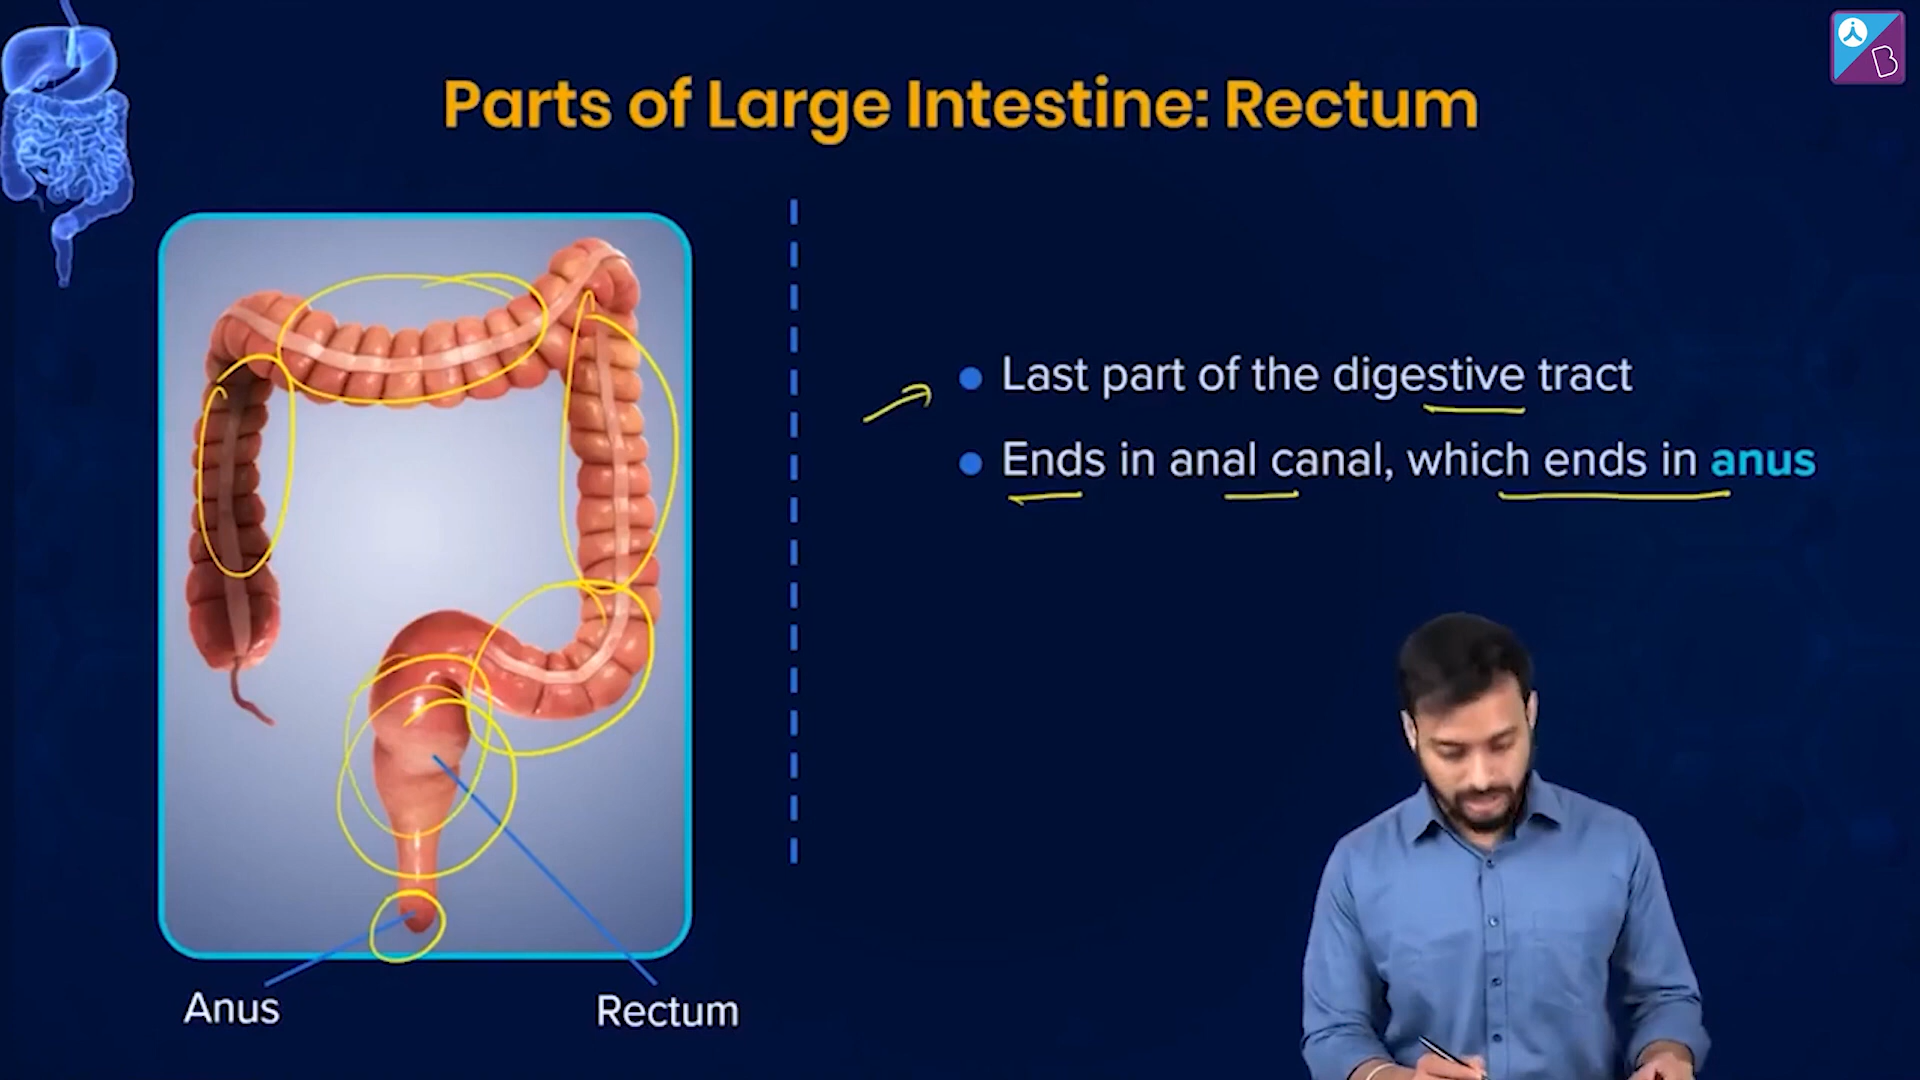 Parts of Large Intestine: Rectum
B
Last part of the digestive tract
Ends in anal canal, which ends in anus
Anus
Rectum